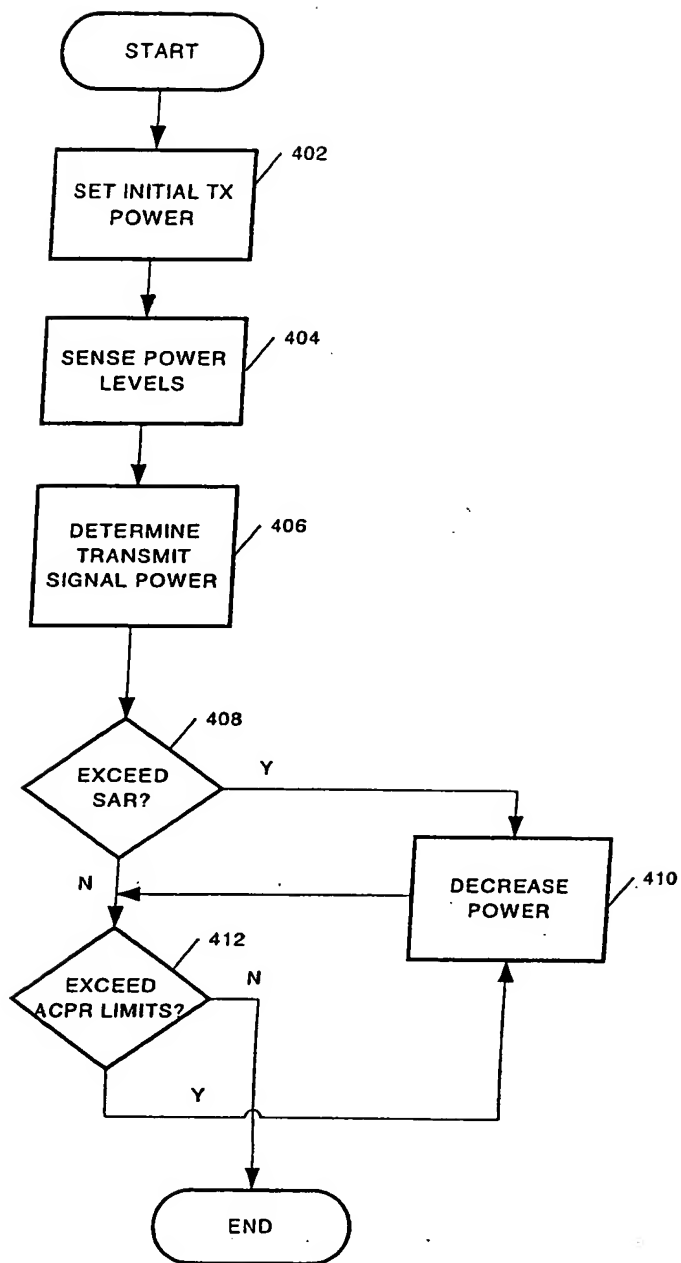 START
402
SET INITIAL TX
POWER
404
SENSE POWER
LEVELS
406
DETERMINE
TRANSMIT
SIGNAL POWER
408
EXCEED
SAR?
Y
N
DECREASE
POWER
410
412
EXCEED
ACPR LIMITS?
N
Y
END